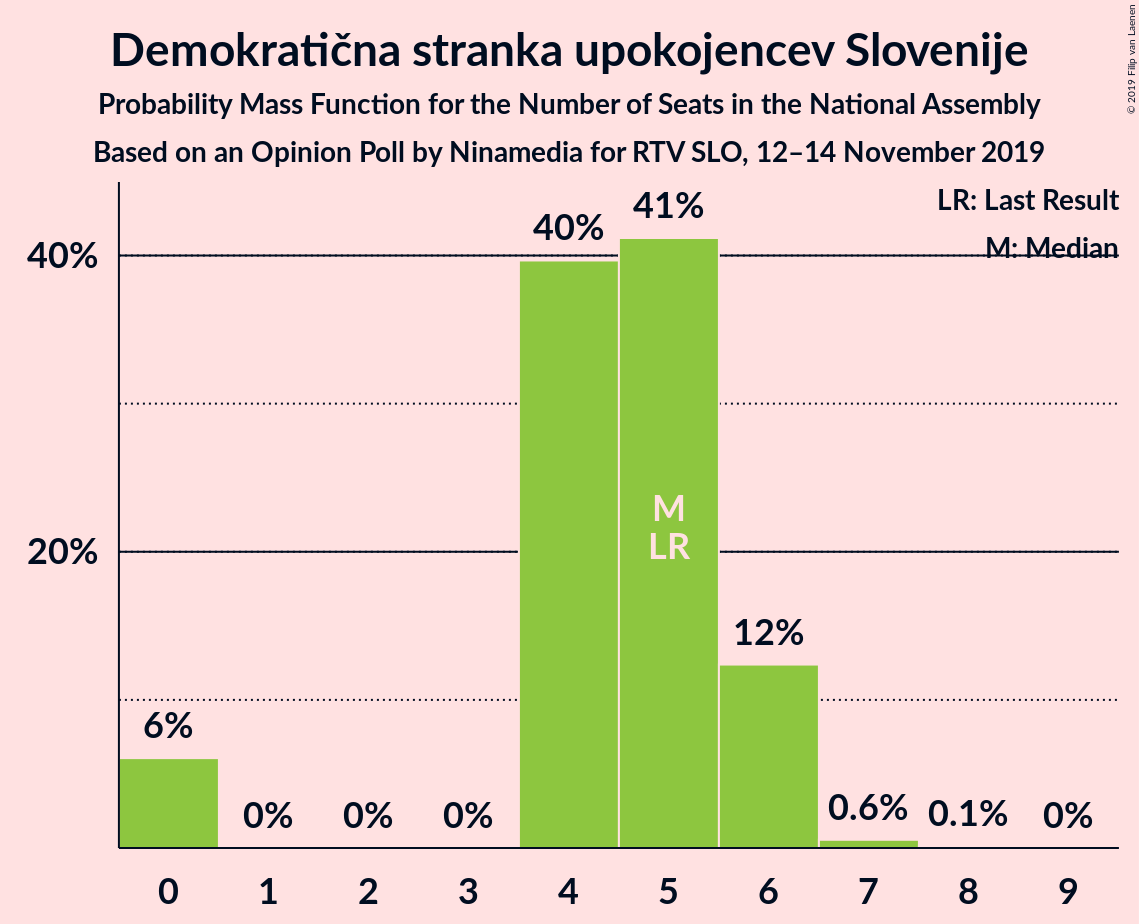 Demokratična stranka upokojencev Slovenije
Probability Mass Function for the Number of Seats in the National Assembly
Based on an Opinion Poll by Ninamedia for RTV SLO, 12–14 November 2019
© 2019 Filip van Laenen
LR: Last Result
M: Median
40%
20%
6%
0%
0%
0%
40%
41%
12%
0.6%
0.1%
0%
M
LR
0 1 2 3 4 5 6 7 8 9